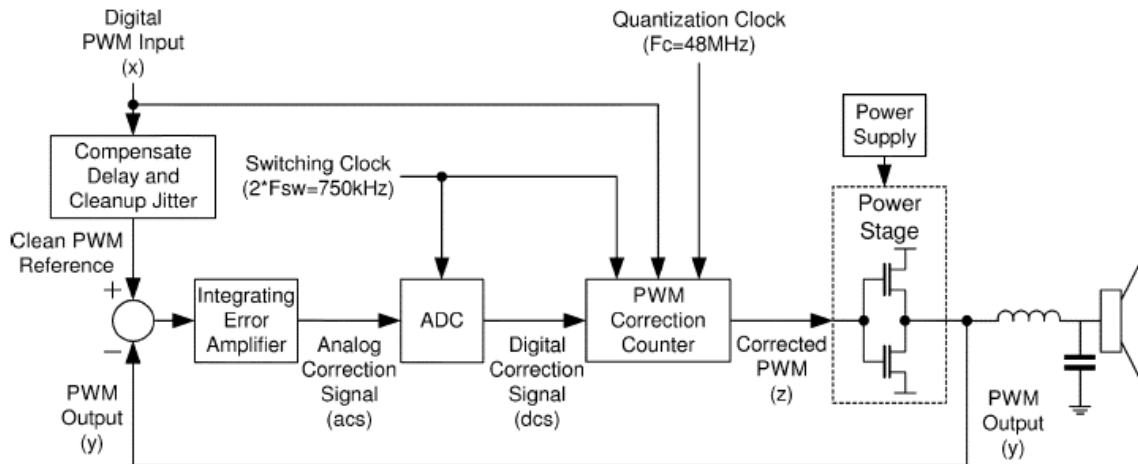 Digital
PWM Input
(x)
Quantization Clock
(Fc=48MHz)
Compensate
Delay and
Cleanup Jitter
Switching Clock
(2*Fsw=750kHz)
Power
Supply
Clean PWM
Reference
Power
Stage
+
−
Integrating
Error
Amplifier
Analog
Correction
Signal
(acs)
ADC
Digital
Correction
Signal
(dcs)
PWM
Correction
Counter
Corrected
PWM
(z)
PWM
Output
(y)
PWM
Output
(y)